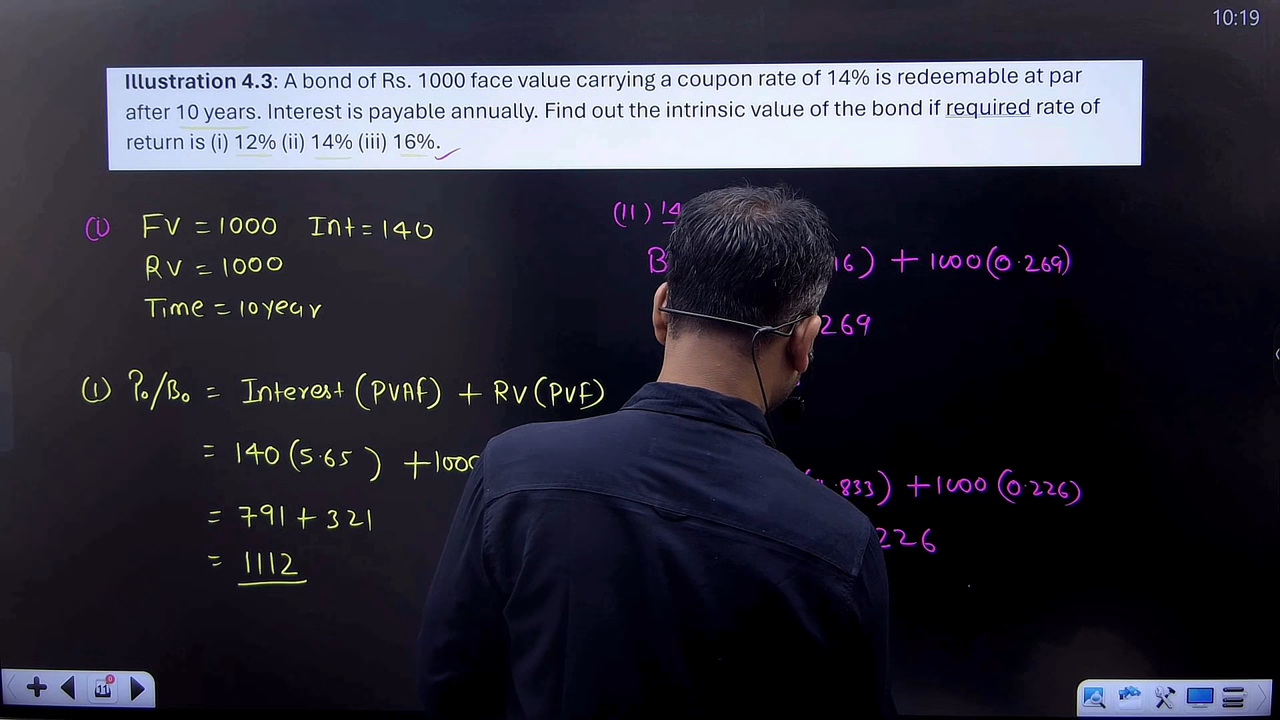 10:19
Illustration 4.3: A bond of Rs. 1000 face value carrying a coupon rate of 14% is redeemable at par
after 10 years. Interest is payable annually. Find out the intrinsic value of the bond if required rate of
return is (i) 12% (ii) 14% (iii) 16%.
(i) FV = 1000 Int = 140
RV = 1000
Time = 10 year
(1) P₀/B₀ = Interest (PVAF) + RV (PVF)
= 140 (5.65) + 1000
= 791 + 321
= 1112
(11) 14
B 16) + 1000 (0.269)
269
.833) + 1000 (0.226)
226
11